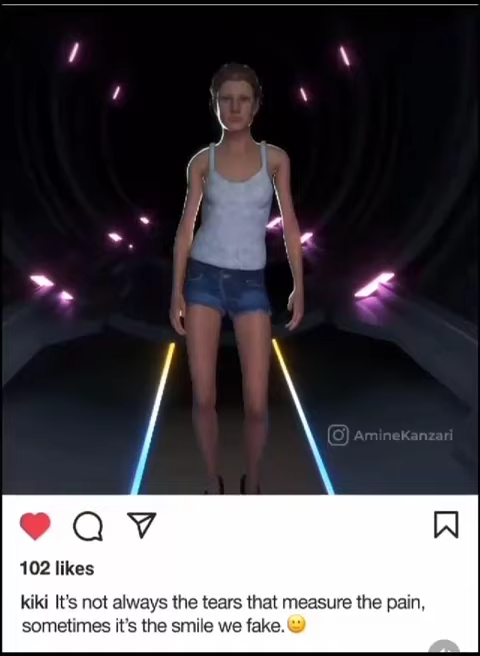 AmineKanzari
102 likes
kiki It's not always the tears that measure the pain,
sometimes it's the smile we fake.🙂